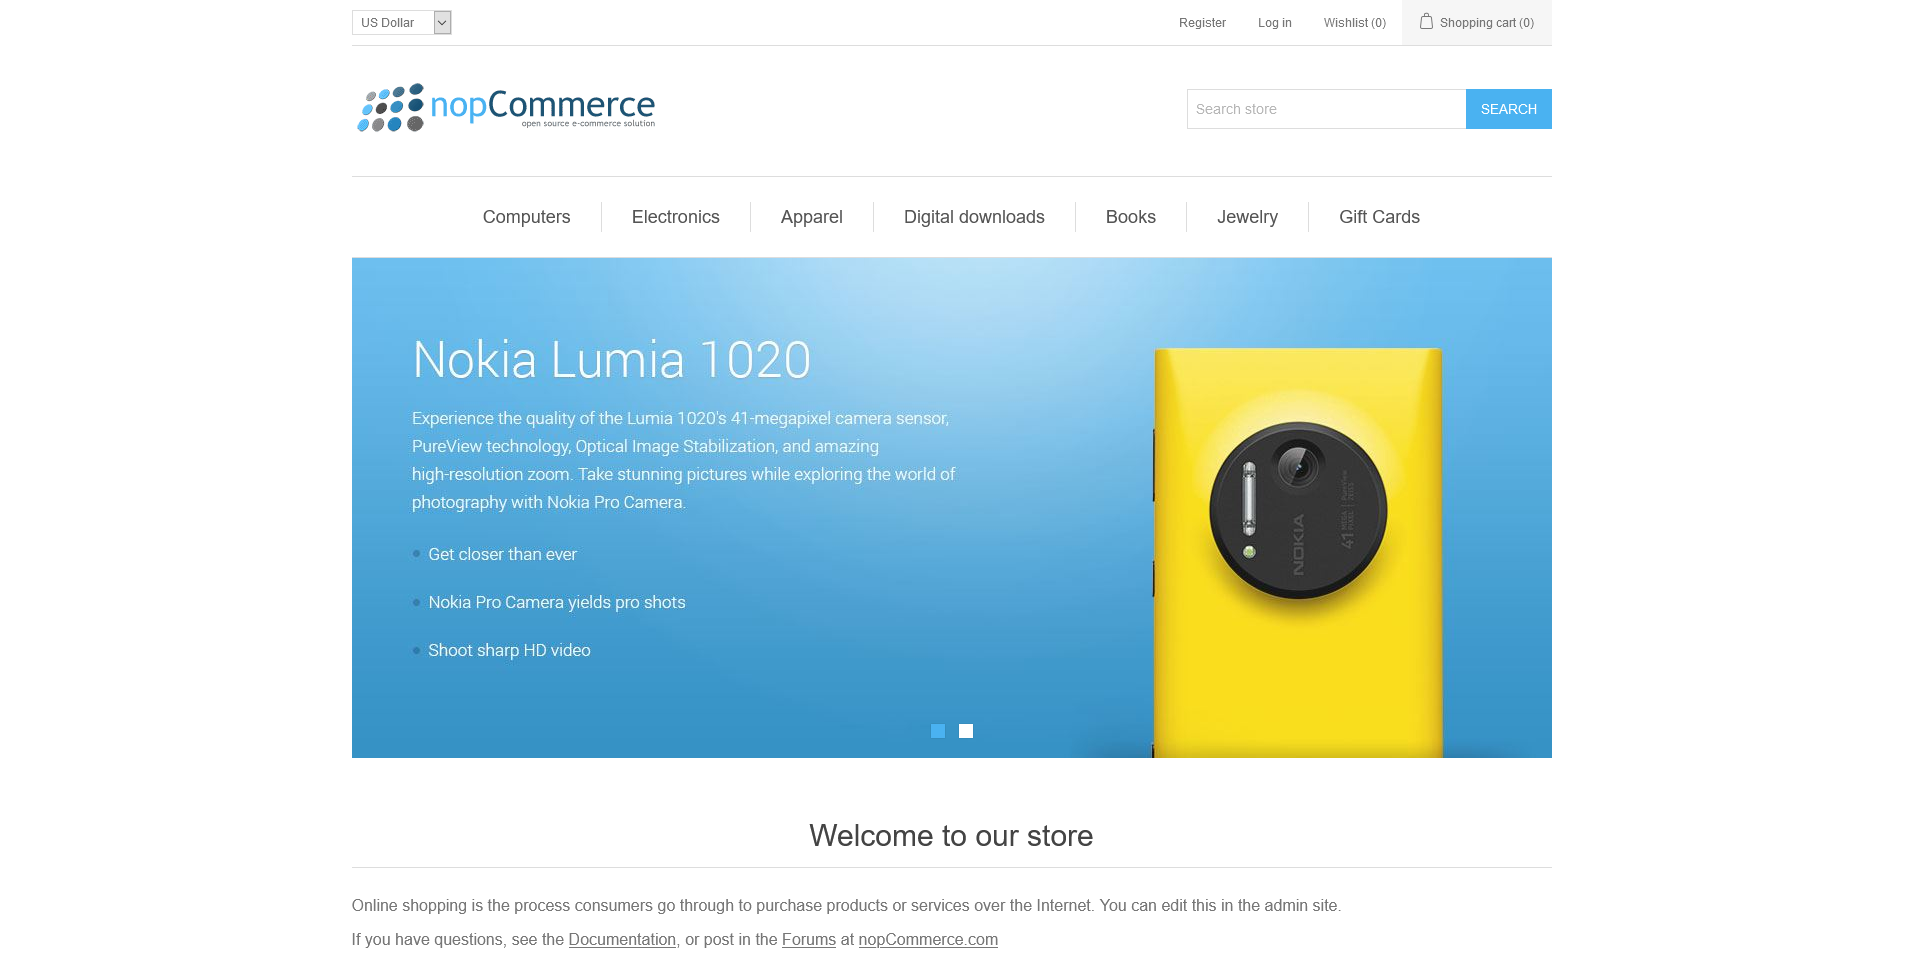 US Dollar
Register
Log in
Wishlist (0)
Shopping cart (0)
nopCommerce
open source e-commerce solution
Search store
SEARCH
Computers
Electronics
Apparel
Digital downloads
Books
Jewelry
Gift Cards
Nokia Lumia 1020
Experience the quality of the Lumia 1020's 41-megapixel camera sensor,
PureView technology, Optical Image Stabilization, and amazing
high-resolution zoom. Take stunning pictures while exploring the world of
photography with Nokia Pro Camera.
Get closer than ever
Nokia Pro Camera yields pro shots
Shoot sharp HD video
NOKIA
41 MEGA PIXEL
PureView
Welcome to our store
Online shopping is the process consumers go through to purchase products or services over the Internet. You can edit this in the admin site.
If you have questions, see the Documentation, or post in the Forums at nopCommerce.com